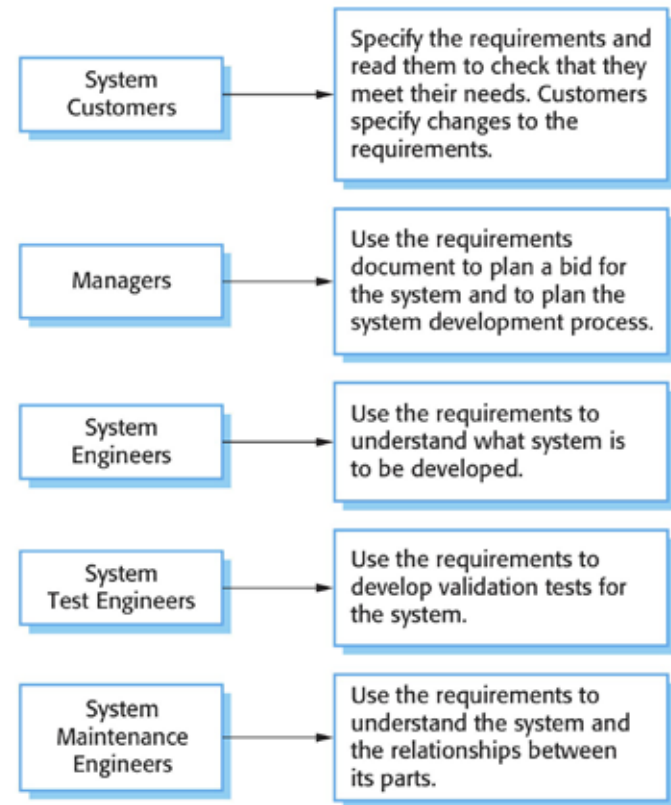 System
Customers
Specify the requirements and
read them to check that they
meet their needs. Customers
specify changes to the
requirements.
Managers
Use the requirements
document to plan a bid for
the system and to plan the
system development process.
System
Engineers
Use the requirements to
understand what system is
to be developed.
System
Test Engineers
Use the requirements to
develop validation tests for
the system.
System
Maintenance
Engineers
Use the requirements to
understand the system and
the relationships between
its parts.